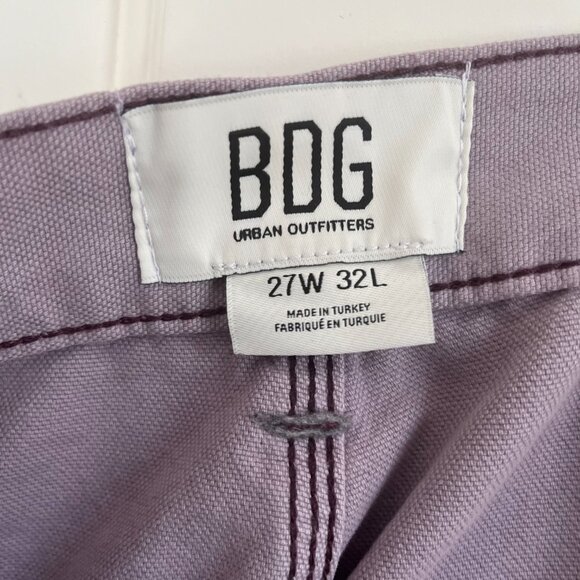 BDG
URBAN OUTFITTERS
27W 32L
MADE IN TURKEY
FABRIQUÉ EN TURQUIE